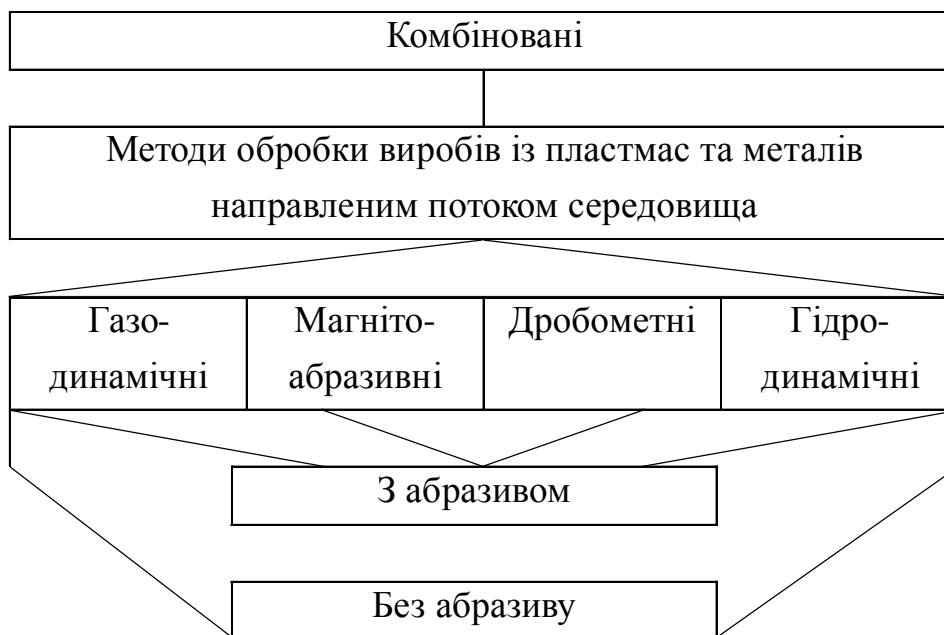 Комбіновані
Методи обробки виробів із пластмас та металів
направленим потоком середовища
Газо-
динамічні
Магніто-
абразивні
Дробометні
Гідро-
динамічні
З абразивом
Без абразиву